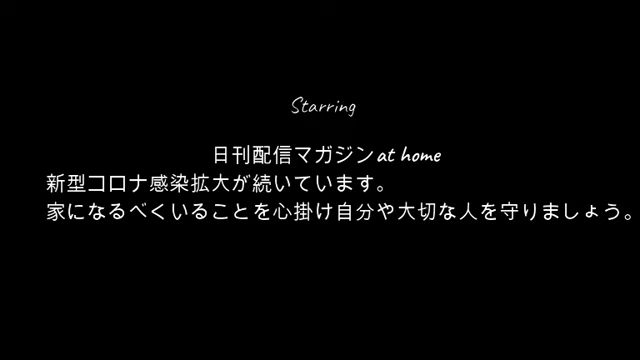 Starring
日刊配信マガジンat home
新型コロナ感染拡大が続いています。
家になるべくいることを心掛け自分や大切な人を守りましょう。